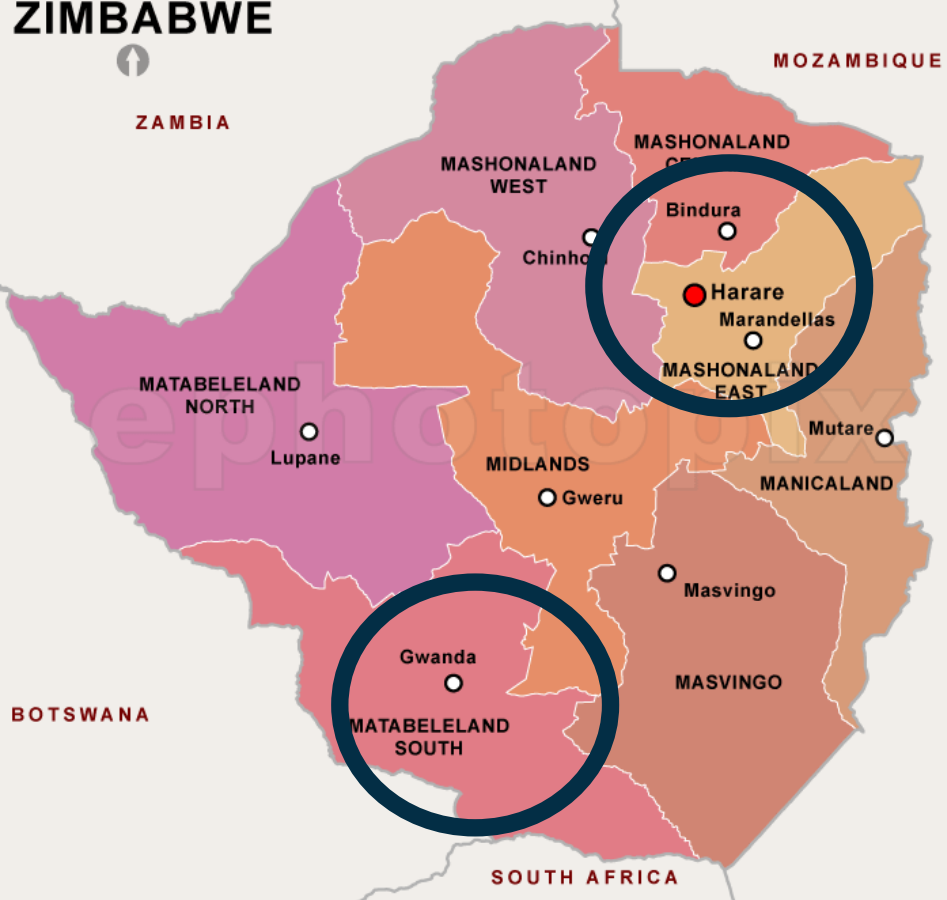 ZIMBABWE
MOZAMBIQUE
ZAMBIA
MASHONALAND
MASHONALAND
WEST
Bindura
Harare
Marandellas
MASHONALAND
EAST
MATABELELAND
NORTH
ephotopix
Mutare
Lupane
MIDLANDS
MANICALAND
Gweru
Masvingo
Gwanda
MASVINGO
BOTSWANA
MATABELELAND
SOUTH
SOUTH AFRICA